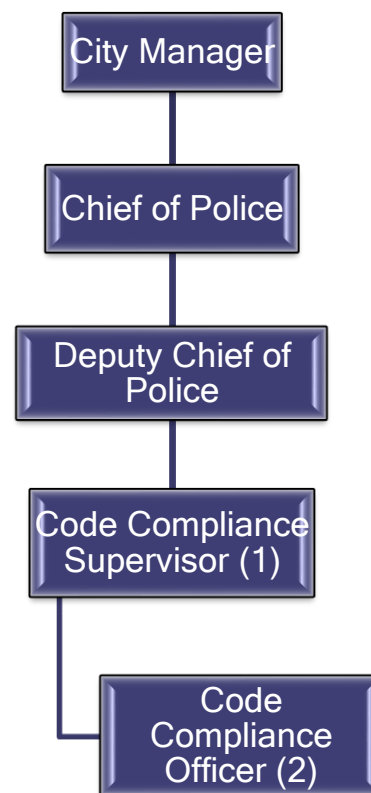 City Manager
Chief of Police
Deputy Chief of
Police
Code Compliance
Supervisor (1)
Code
Compliance
Officer (2)